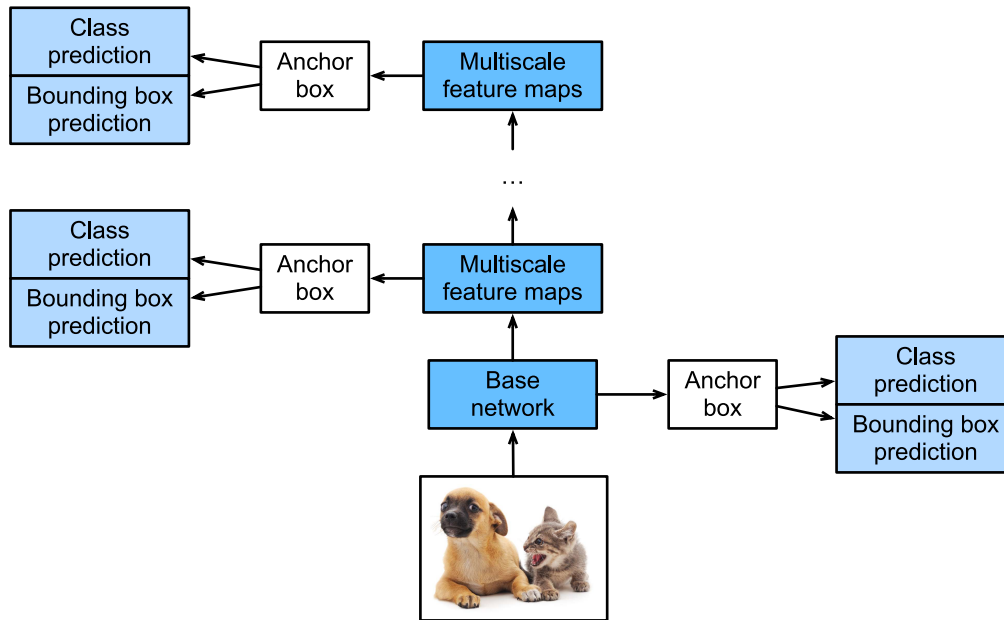 Class
prediction
Bounding box
prediction
Anchor
box
Multiscale
feature maps
...
Class
prediction
Bounding box
prediction
Anchor
box
Multiscale
feature maps
Base
network
Anchor
box
Class
prediction
Bounding box
prediction